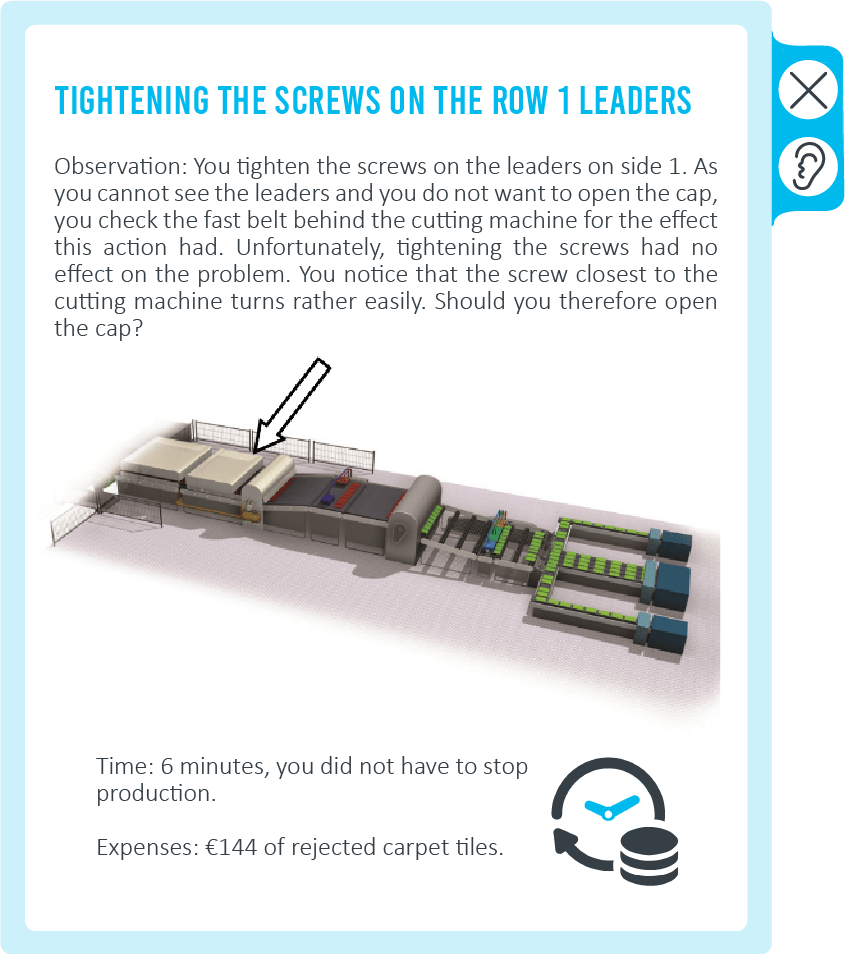 TIGHTENING THE SCREWS ON THE ROW 1 LEADERS
Observation: You tighten the screws on the leaders on side 1. As
you cannot see the leaders and you do not want to open the cap,
you check the fast belt behind the cutting machine for the effect
this action had. Unfortunately, tightening the screws had no
effect on the problem. You notice that the screw closest to the
cutting machine turns rather easily. Should you therefore open
the cap?
Time: 6 minutes, you did not have to stop
production.
Expenses: €144 of rejected carpet tiles.